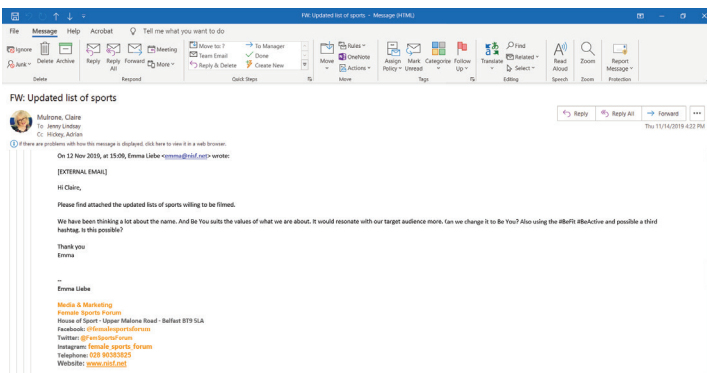 FW: Updated list of sports - Message (HTML)
File Message Help Acrobat Tell me what you want to do
Ignore
Junk
Delete Archive
Reply Reply All Forward
Meeting
More
Move to: ?
Team Email
Reply & Delete
To Manager
Done
Create New
Move
Rules
OneNote
Actions
Assign Policy Mark Unread Categorize Follow Up
Translate
Find
Related
Select
Read Aloud
Zoom
Report Message
Delete Respond Quick Steps Move Tags Editing Speech Zoom Protection
FW: Updated list of sports
Mulrone, Claire
To Jenny Lindsay
Cc Hickey, Adrian
Reply Reply All Forward
Thu 11/14/2019 4:22 PM
If there are problems with how this message is displayed, click here to view it in a web browser.
On 12 Nov 2019, at 15:09, Emma Liebe <emma@nisf.net> wrote:
[EXTERNAL EMAIL]
Hi Claire,
Please find attached the updated lists of sports willing to be filmed.
We have been thinking a lot about the name. And Be You suits the values of what we are about. It would resonate with our target audience more. Can we change it to Be You? Also using the #BeFit #BeActive and possible a third
hashtag. Is this possible?
Thank you
Emma
--
Emma Liebe
Media & Marketing
Female Sports Forum
House of Sport - Upper Malone Road - Belfast BT9 5LA
Facebook: @femalesportsforum
Twitter: @FemSportsForum
Instagram: female_sports_forum
Telephone: 028 90383825
Website: www.nisf.net